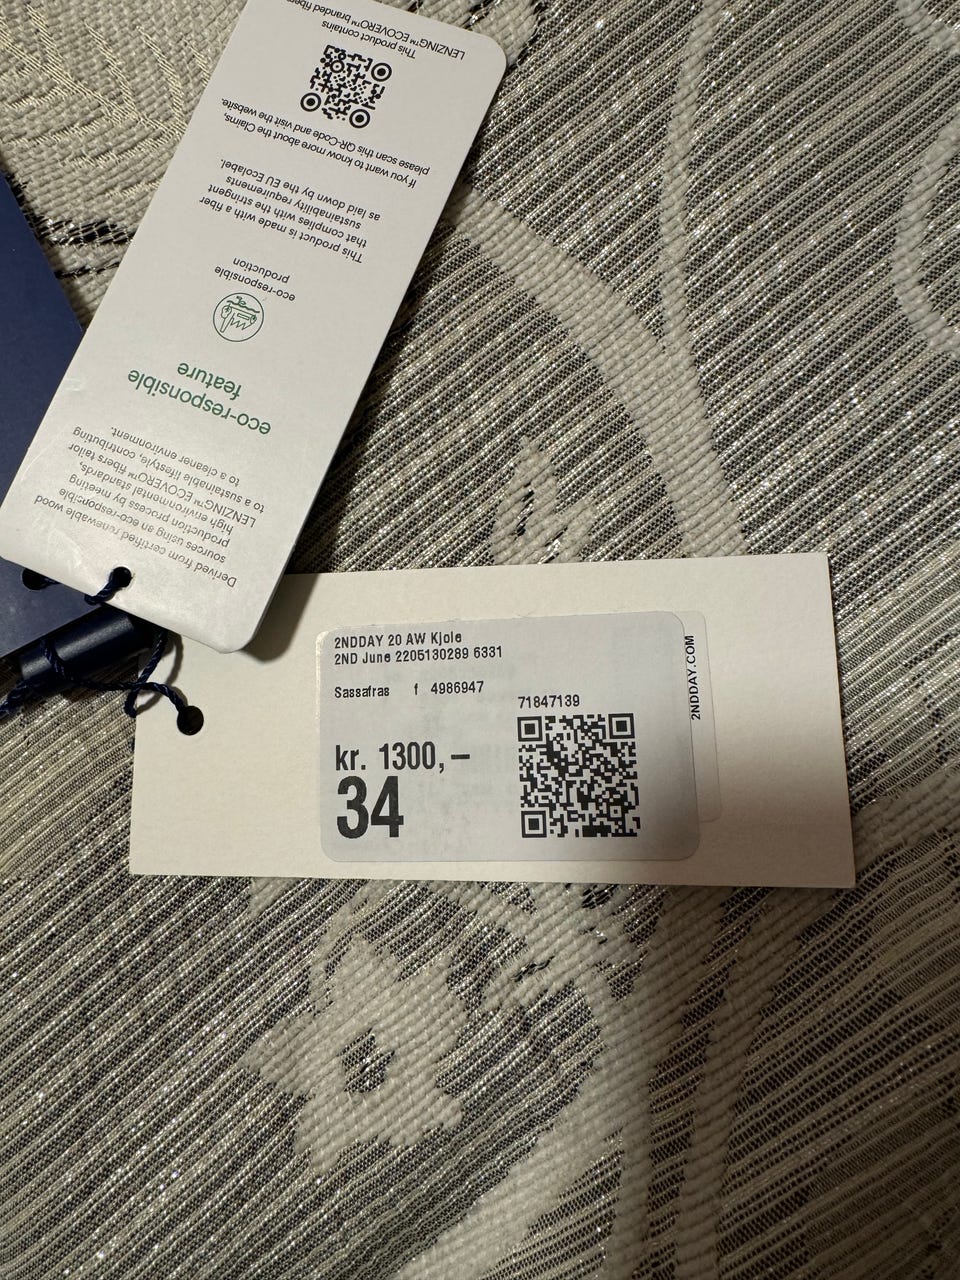 This product contains
LENZING™ ECOVERO™ branded
If you want to know more about the Claims,
please scan this QR-Code and visit the website.
This product is made with a fiber
that complies with the stringent
sustainability requirements
as laid down by the EU Ecolabel.
eco-responsible
production
eco-responsible
feature
Derived from certified renewable wood
sources using an eco-responsible
production process by meeting
high environmental standards,
LENZING™ ECOVERO™ fibers tailor
to a sustainable lifestyle, contributing
to a cleaner environment.
2NDDAY 20 AW Kjole
2ND June 2205130289 6331
Sassafras f 4986947
71847139
kr. 1300,–
34
2NDDAY.COM